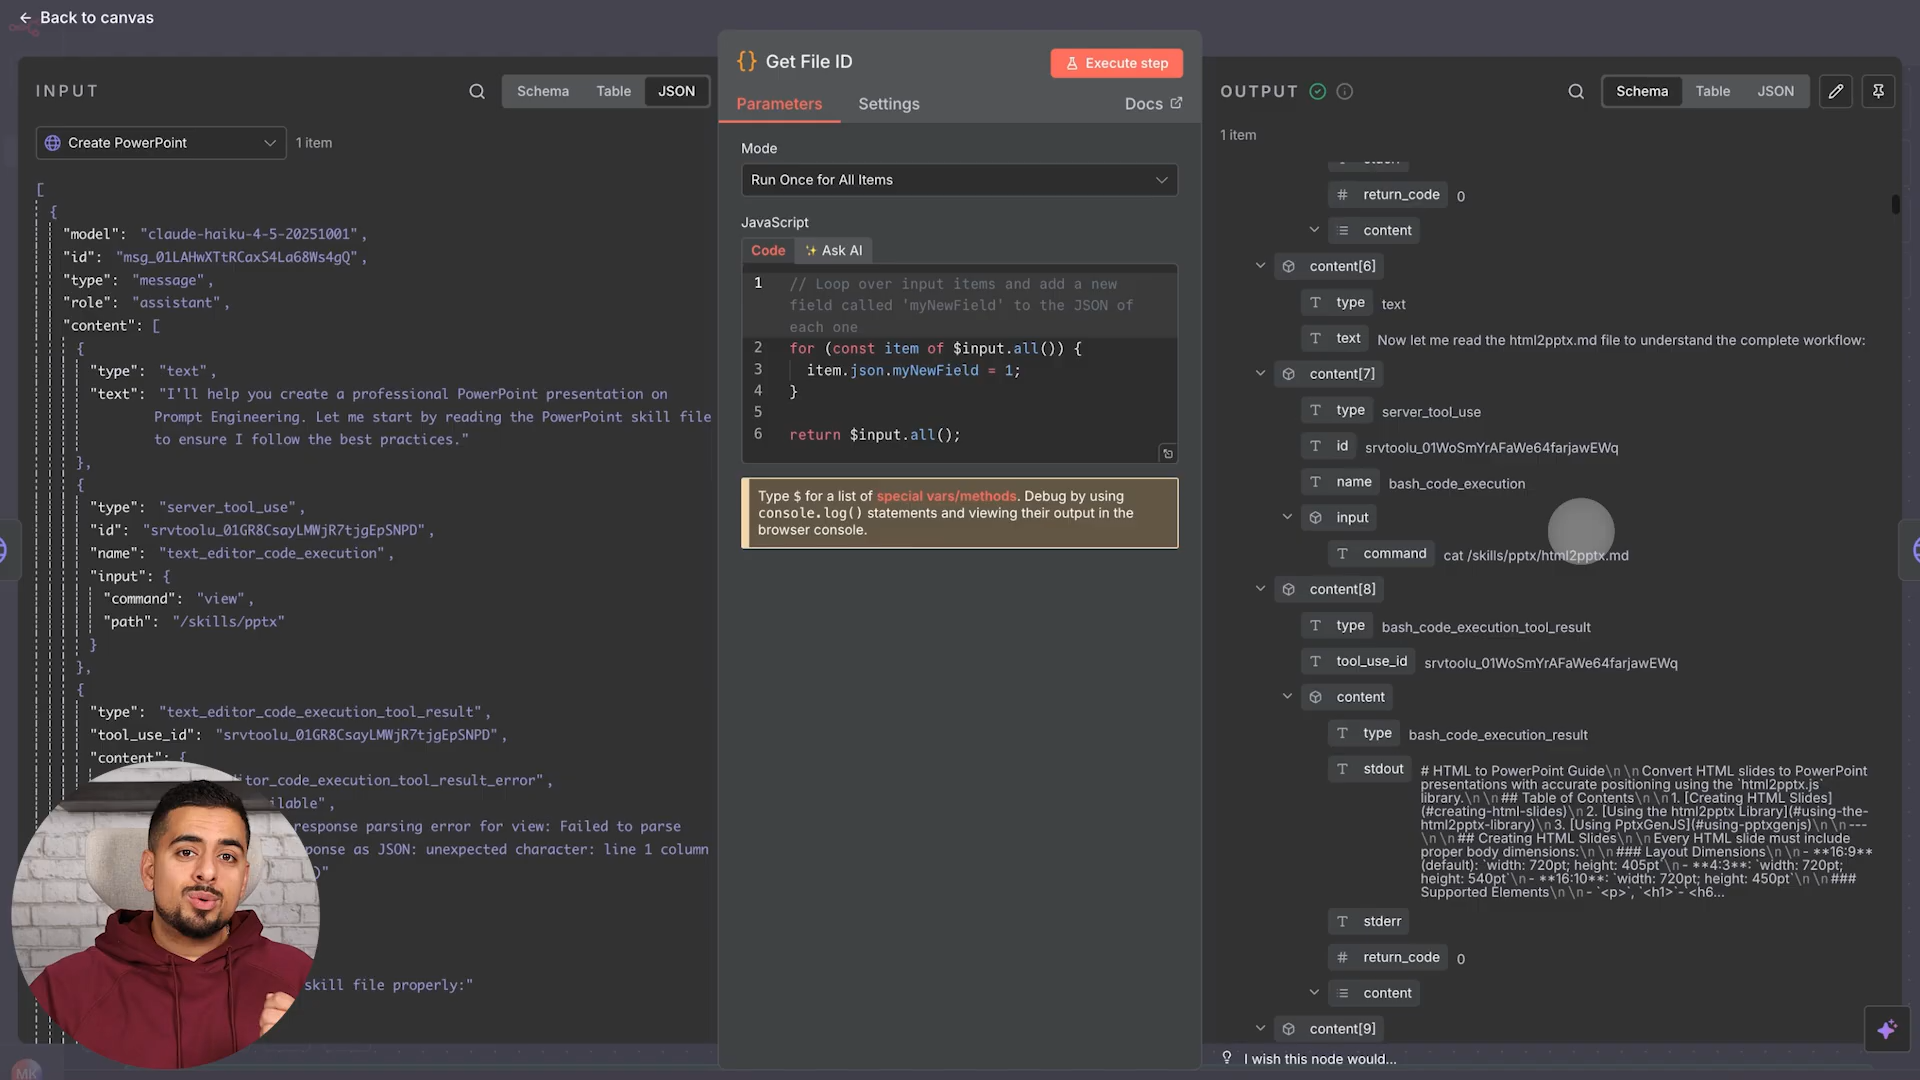 Back to canvas
INPUT
Schema
Table
JSON
Create PowerPoint
1 item
[
{
"model": "claude-haiku-4-5-20251001",
"id": "msg_01LAHwXTtRCaxS4La68Ws4gQ",
"type": "message",
"role": "assistant",
"content": [
{
"type": "text",
"text": "I'll help you create a professional PowerPoint presentation on
Prompt Engineering. Let me start by reading the PowerPoint skill file
to ensure I follow the best practices."
},
{
"type": "server_tool_use",
"id": "srvtoolu_01GR8CsayLMWjR7tjgEpSNPD",
"name": "text_editor_code_execution",
"input": {
"command": "view",
"path": "/skills/pptx"
}
},
{
"type": "text_editor_code_execution_tool_result",
"tool_use_id": "srvtoolu_01GR8CsayLMWjR7tjgEpSNPD",
"content": {
itor_code_execution_tool_result_error",
ilable",
response parsing error for view: Failed to parse
ponse as JSON: unexpected character: line 1 column
skill file properly:"
MK
{} Get File ID
Execute step
Parameters
Settings
Docs
Mode
Run Once for All Items
JavaScript
Code
Ask AI
1 // Loop over input items and add a new
field called 'myNewField' to the JSON of
each one
2 for (const item of $input.all()) {
3 item.json.myNewField = 1;
4 }
5
6 return $input.all();
Type $ for a list of special vars/methods. Debug by using
console.log() statements and viewing their output in the
browser console.
OUTPUT
Schema
Table
JSON
1 item
stderr
# return_code 0
content
content[6]
T type text
T text Now let me read the html2pptx.md file to understand the complete workflow:
content[7]
T type server_tool_use
T id srvtoolu_01WoSmYrAFaWe64farjawEWq
T name bash_code_execution
input
T command cat /skills/pptx/html2pptx.md
content[8]
T type bash_code_execution_tool_result
T tool_use_id srvtoolu_01WoSmYrAFaWe64farjawEWq
content
T type bash_code_execution_result
T stdout # HTML to PowerPoint Guide\n\nConvert HTML slides to PowerPoint
presentations with accurate positioning using the `html2pptx.js`
library.\n\n## Table of Contents\n\n1. [Creating HTML Slides]
(#creating-html-slides)\n2. [Using the html2pptx Library](#using-the-
html2pptx-library)\n3. [Using PptxGenJS](#using-pptxgenjs)\n\n---
\n\n## Creating HTML Slides\n\nEvery HTML slide must include
proper body dimensions:\n\n### Layout Dimensions\n\n- **16:9**
(default): `width: 720pt; height: 405pt`\n- **4:3**: `width: 720pt;
height: 540pt`\n- **16:10**: `width: 720pt; height: 450pt`\n\n###
Supported Elements\n\n- `<p>`, `<h1>`-`<h6...
T stderr
# return_code 0
content
content[9]
I wish this node would...